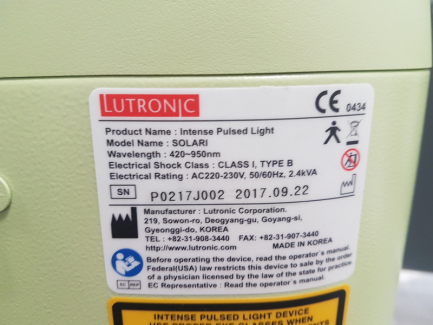 LUTRONIC
CE 0434
Product Name : Intense Pulsed Light
Model Name : SOLARI
Wavelength : 420~950nm
Electrical Shock Class : CLASS I, TYPE B
Electrical Rating : AC220-230V, 50/60Hz, 2.4kVA
SN P0217J002 2017.09.22
Manufacturer : Lutronic Corporation.
219, Sowon-ro, Deogyang-gu, Goyang-si,
Gyeonggi-do, KOREA
TEL : +82-31-908-3440 FAX: +82-31-907-3440
http://www.lutronic.com MADE IN KOREA
Before operating the device, read the operator's manual.
Federal(USA) law restricts this device to sale by the order
of a physician licensed by the law of the state for practice.
EC REP EC Representative : Read the operator's manual.
INTENSE PULSED LIGHT DEVICE